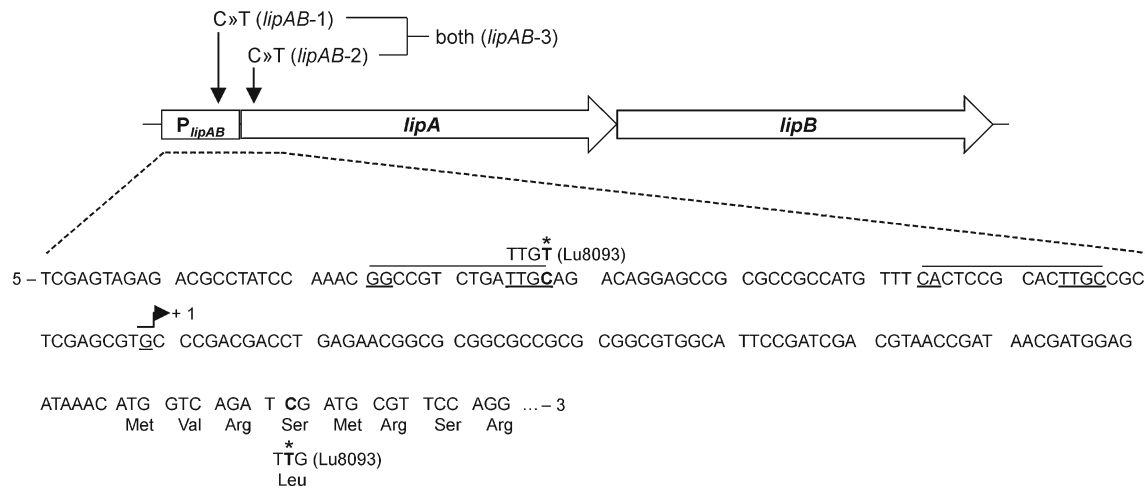 C»T (lipAB-1)
both (lipAB-3)
C»T (lipAB-2)
PlipAB lipA lipB
*
TTGT (Lu8093)
5 – TCGAGTAGAG ACGCCTATCC AAAC GGCCGT CTGATTGCAG ACAGGAGCCG CGCCGCCATG TTT CACTCCG CACTTGCCGC
+ 1
TCGAGCGTGC CCGACGACCT GAGAACGGCG CGGCGCCGCG CGGCGTGGCA TTCCGATCGA CGTAACCGAT AACGATGGAG
ATAAAC ATG GTC AGA T CG ATG CGT TCC AGG ... – 3
Met Val Arg Ser Met Arg Ser Arg
*
TTG (Lu8093)
Leu